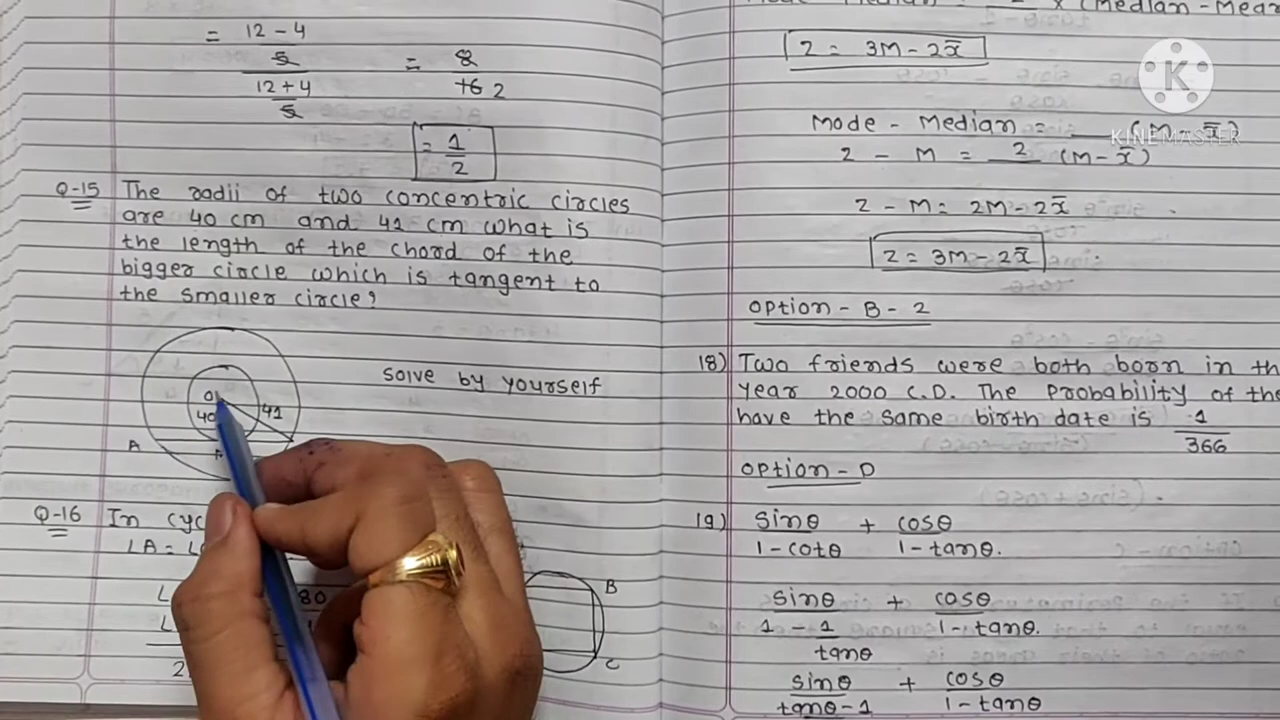 = 12 - 4
5
12 + 4
5
= 8
16 2
= 1
2
Q-15 The radii of two concentric circles
are 40 cm and 41 cm what is
the length of the chord of the
bigger circle which is tangent to
the smaller circle?
solve by yourself
O
40
41
A
Q-16 In cyc
∠A = ∠
80
2
B
C
(Median - Mean
Z = 3M - 2x̄
K
KINEMASTER
Mode - Median =
Z - M = 2 (M - x̄)
Z - M = 2M - 2x̄
Z = 3M - 2x̄
option - B - 2
18) Two friends were both born in th
year 2000 C.D. The probability of the
have the same birth date is 1
366
option - D
19) sinθ + cosθ
1 - cotθ 1 - tanθ.
sinθ + cosθ
1 - 1 1 - tanθ.
tanθ
sinθ + cosθ
tanθ - 1 1 - tanθ